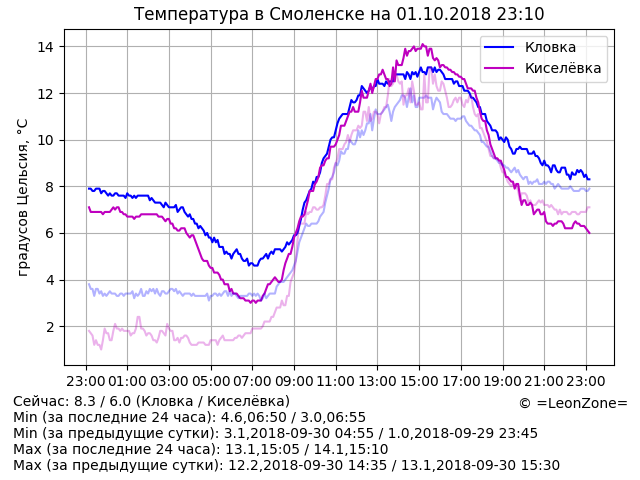 Температура в Смоленске на 01.10.2018 23:10
градусов Цельсия, °C
14
12
10
8
6
4
2
Кловка
Киселёвка
23:00 01:00 03:00 05:00 07:00 09:00 11:00 13:00 15:00 17:00 19:00 21:00 23:00
Сейчас: 8.3 / 6.0 (Кловка / Киселёвка)
© =LeonZone=
Min (за последние 24 часа): 4.6,06:50 / 3.0,06:55
Min (за предыдущие сутки): 3.1,2018-09-30 04:55 / 1.0,2018-09-29 23:45
Max (за последние 24 часа): 13.1,15:05 / 14.1,15:10
Max (за предыдущие сутки): 12.2,2018-09-30 14:35 / 13.1,2018-09-30 15:30